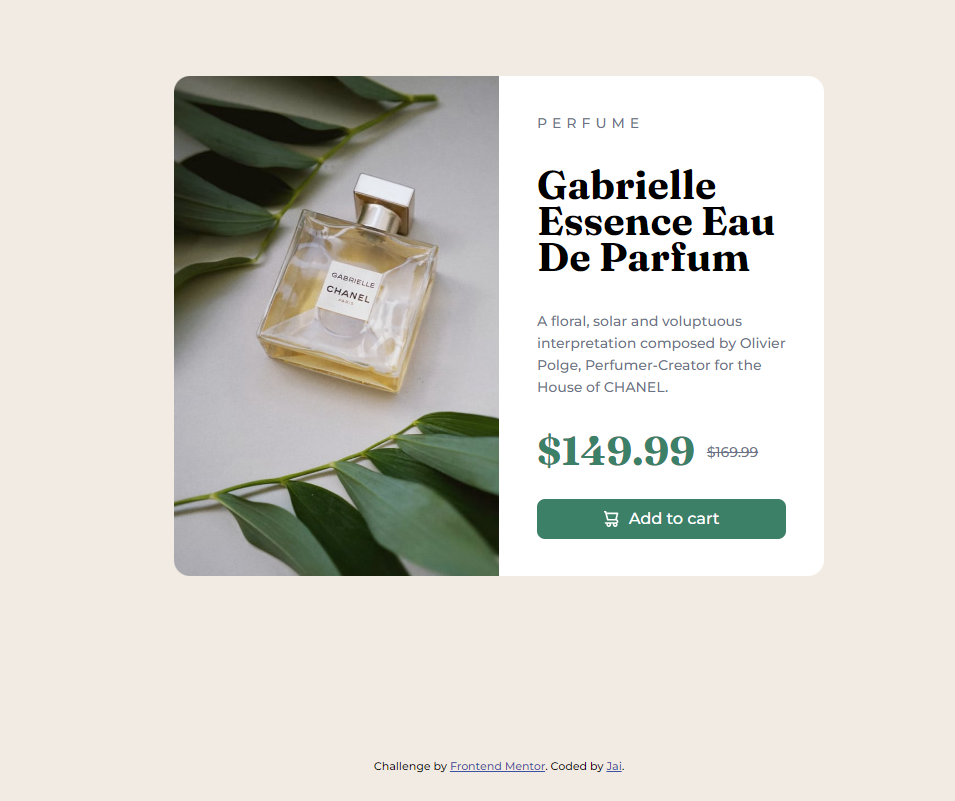 GABRIELLE
CHANEL
PARIS
PERFUME
Gabrielle
Essence Eau
De Parfum
A floral, solar and voluptuous
interpretation composed by Olivier
Polge, Perfumer-Creator for the
House of CHANEL.
$149.99 $169.99
Add to cart
Challenge by Frontend Mentor. Coded by Jai.